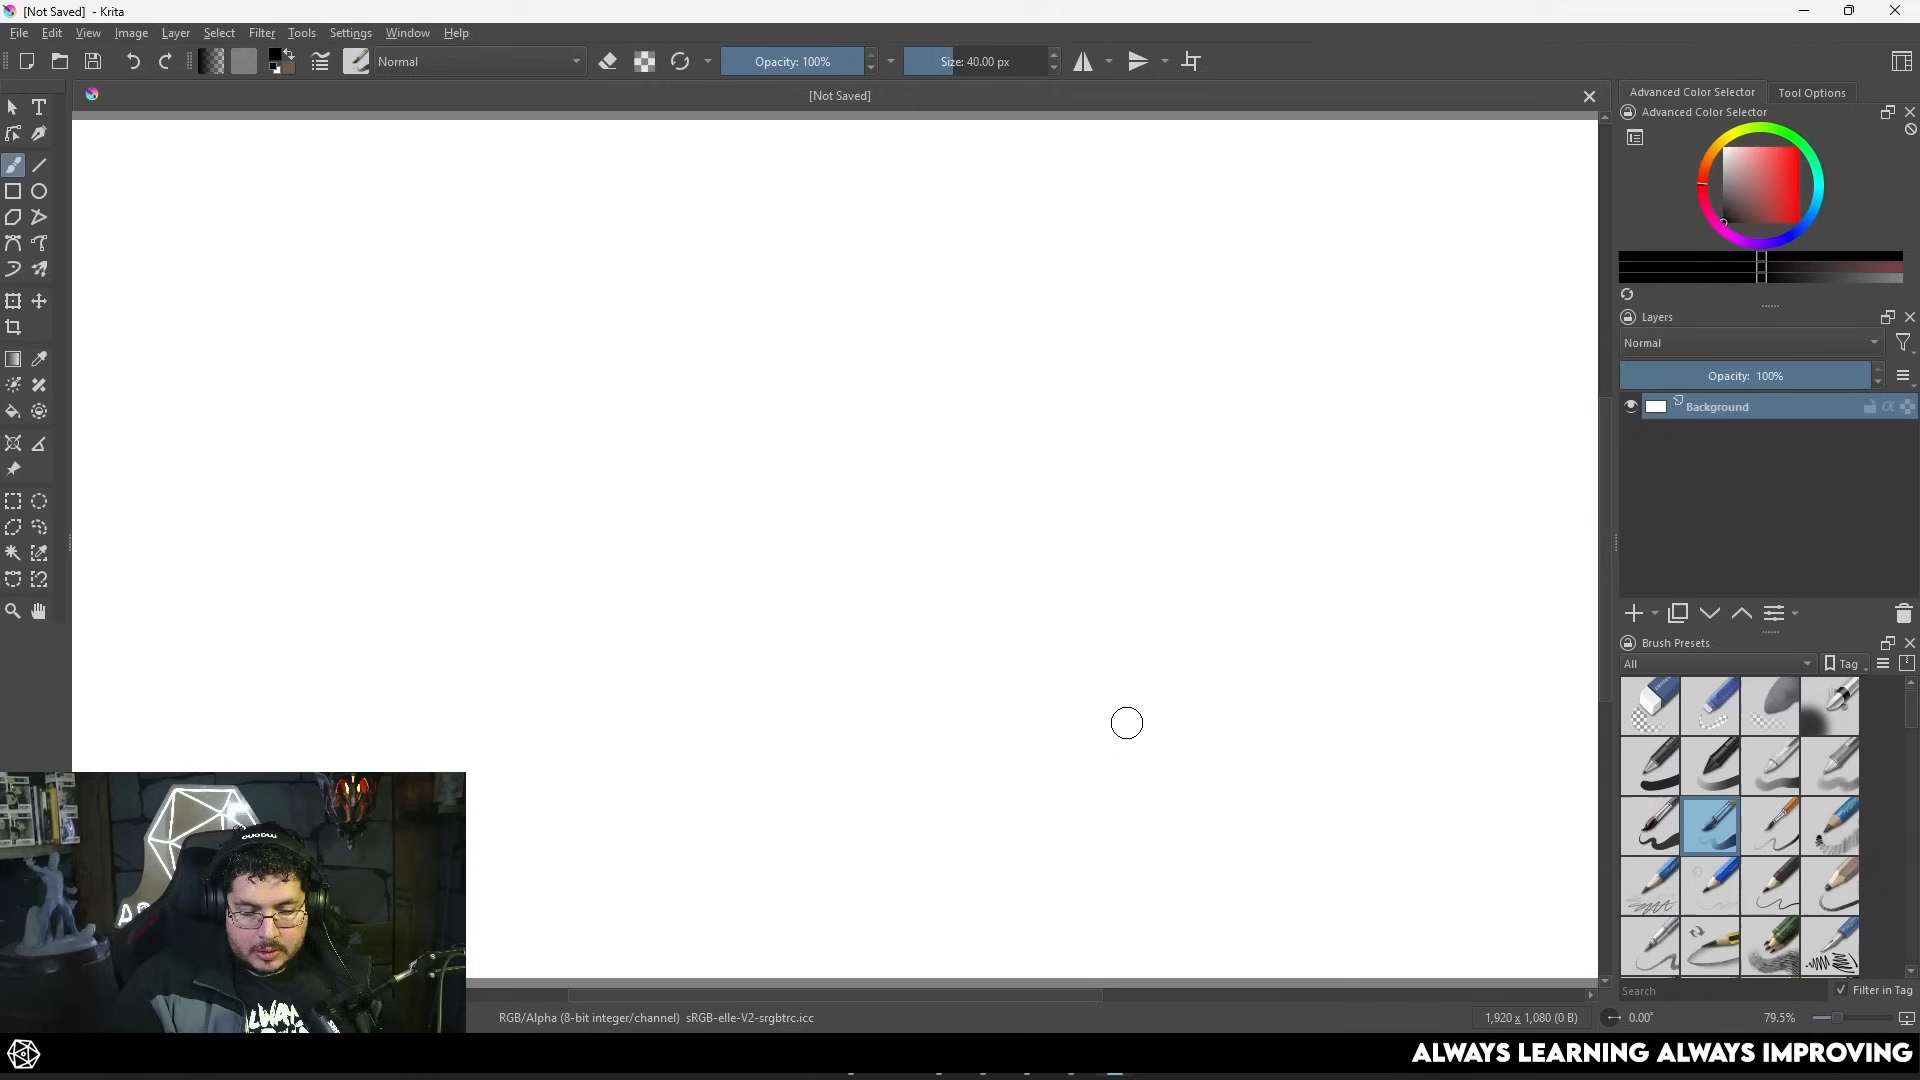 [Not Saved] - Krita
File Edit View Image Layer Select Filter Tools Settings Window Help
Normal
Opacity: 100%
Size: 40.00 px
[Not Saved]
Advanced Color Selector
Tool Options
Advanced Color Selector
Layers
Normal
Opacity: 100%
Background
Brush Presets
All
Tag
Search
Filter in Tag
RGB/Alpha (8-bit integer/channel) sRGB-elle-V2-srgbtrc.icc
1,920 x 1,080 (0 B)
0.00°
79.5%
ALWAYS LEARNING ALWAYS IMPROVING